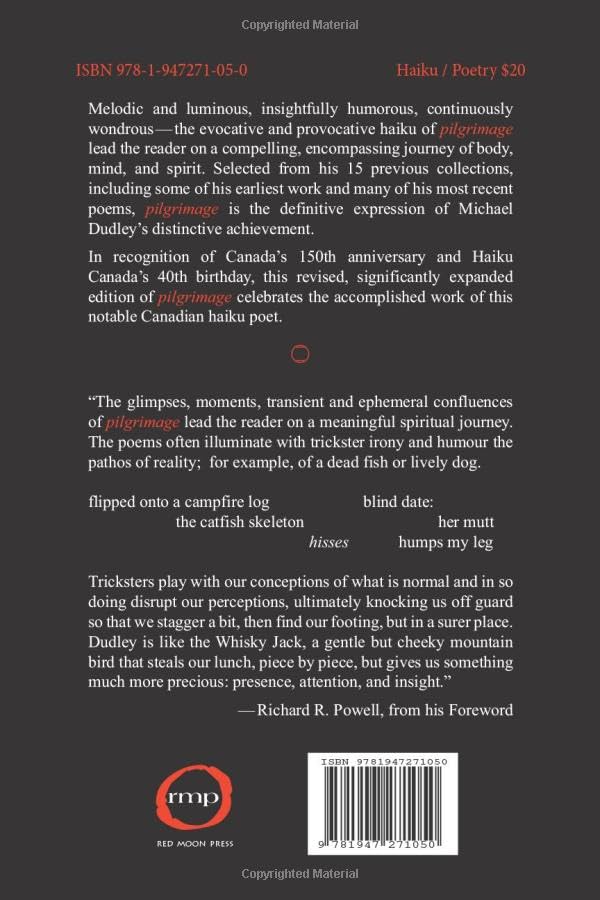 Copyrighted Material
ISBN 978-1-947271-05-0 Haiku / Poetry $20
Melodic and luminous, insightfully humorous, continuously
wondrous—the evocative and provocative haiku of pilgrimage
lead the reader on a compelling, encompassing journey of body,
mind, and spirit. Selected from his 15 previous collections,
including some of his earliest work and many of his most recent
poems, pilgrimage is the definitive expression of Michael
Dudley’s distinctive achievement.
In recognition of Canada’s 150th anniversary and Haiku
Canada’s 40th birthday, this revised, significantly expanded
edition of pilgrimage celebrates the accomplished work of this
notable Canadian haiku poet.
“The glimpses, moments, transient and ephemeral confluences
of pilgrimage lead the reader on a meaningful spiritual journey.
The poems often illuminate with trickster irony and humour the
pathos of reality; for example, of a dead fish or lively dog.
flipped onto a campfire log
the catfish skeleton
hisses
blind date:
her mutt
humps my leg
Tricksters play with our conceptions of what is normal and in so
doing disrupt our perceptions, ultimately knocking us off guard
so that we stagger a bit, then find our footing, but in a surer place.
Dudley is like the Whisky Jack, a gentle but cheeky mountain
bird that steals our lunch, piece by piece, but gives us something
much more precious: presence, attention, and insight.”
—Richard R. Powell, from his Foreword
rmp
RED MOON PRESS
ISBN 9781947271050
9 781947 271050
Copyrighted Material